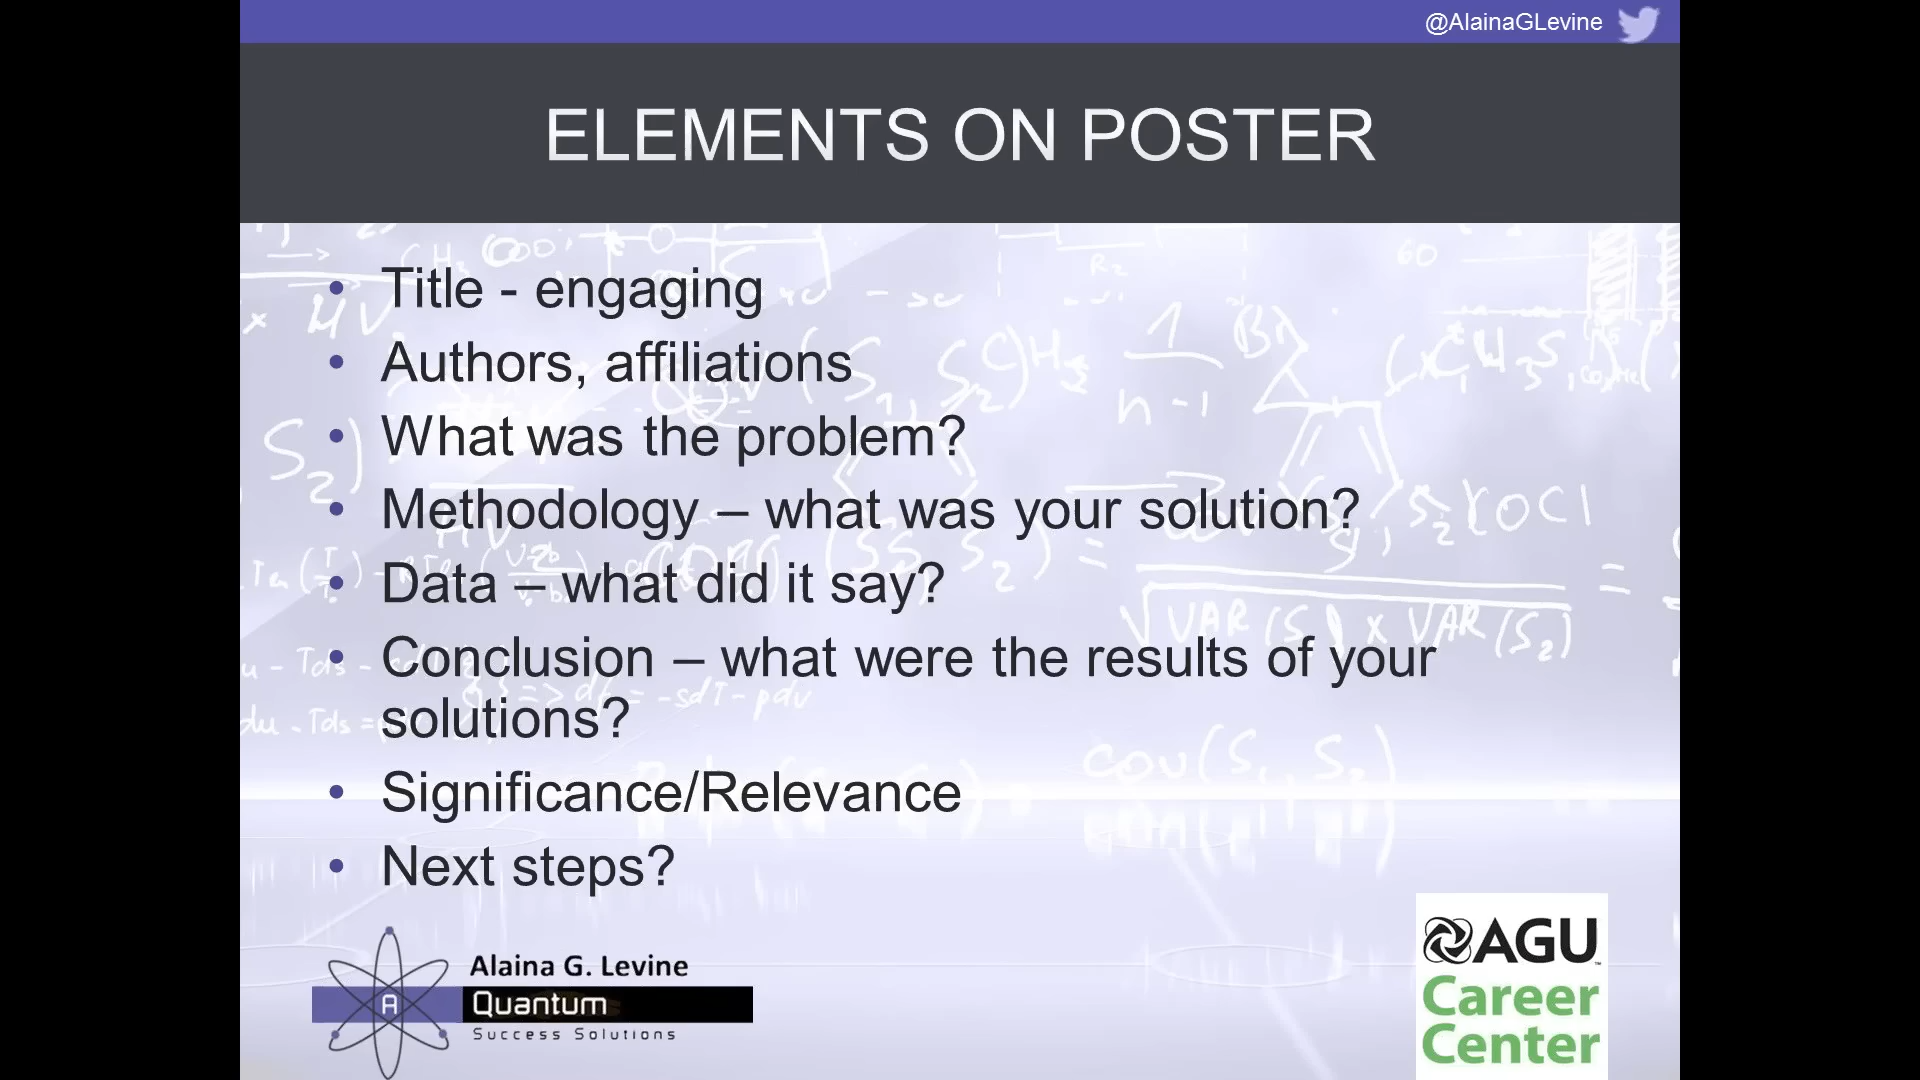 @AlainaGLevine
ELEMENTS ON POSTER
• Title - engaging
• Authors, affiliations
• What was the problem?
• Methodology – what was your solution?
• Data – what did it say?
• Conclusion – what were the results of your
solutions?
• Significance/Relevance
• Next steps?
A
Alaina G. Levine
Quantum
Success Solutions
AGU
Career
Center